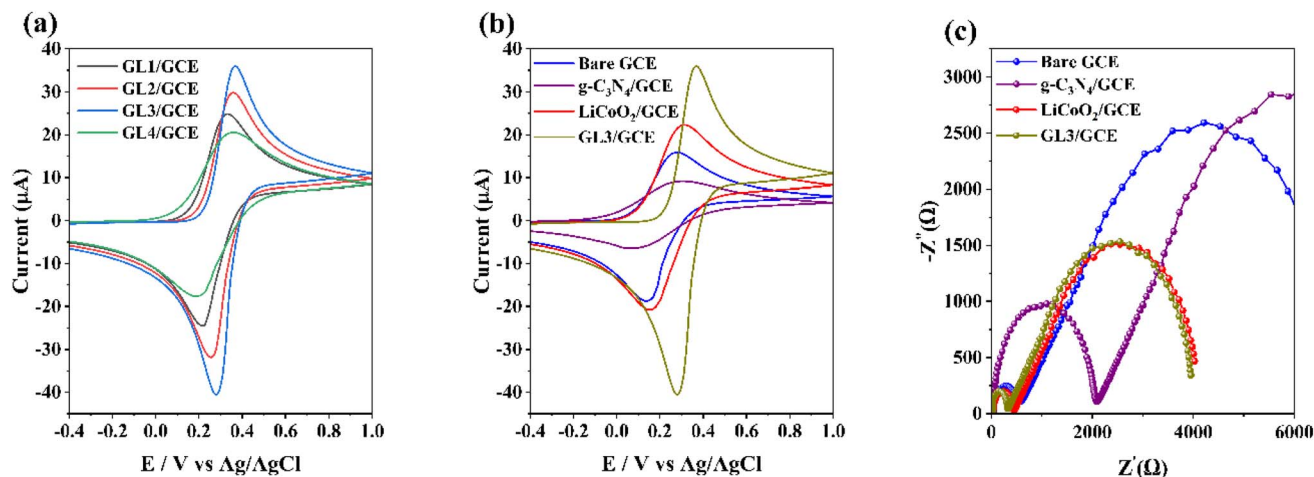 (a)
40
30
20
10
0
-10
-20
-30
-40
Current (µA)
GL1/GCE
GL2/GCE
GL3/GCE
GL4/GCE
-0.4 -0.2 0.0 0.2 0.4 0.6 0.8 1.0
E / V vs Ag/AgCl
(b)
40
30
20
10
0
-10
-20
-30
-40
Current (µA)
Bare GCE
g-C₃N₄/GCE
LiCoO₂/GCE
GL3/GCE
-0.4 -0.2 0.0 0.2 0.4 0.6 0.8 1.0
E / V vs Ag/AgCl
(c)
3000
2500
2000
1500
1000
500
0
-Z''(Ω)
Bare GCE
g-C₃N₄/GCE
LiCoO₂/GCE
GL3/GCE
0 2000 4000 6000
Z'(Ω)